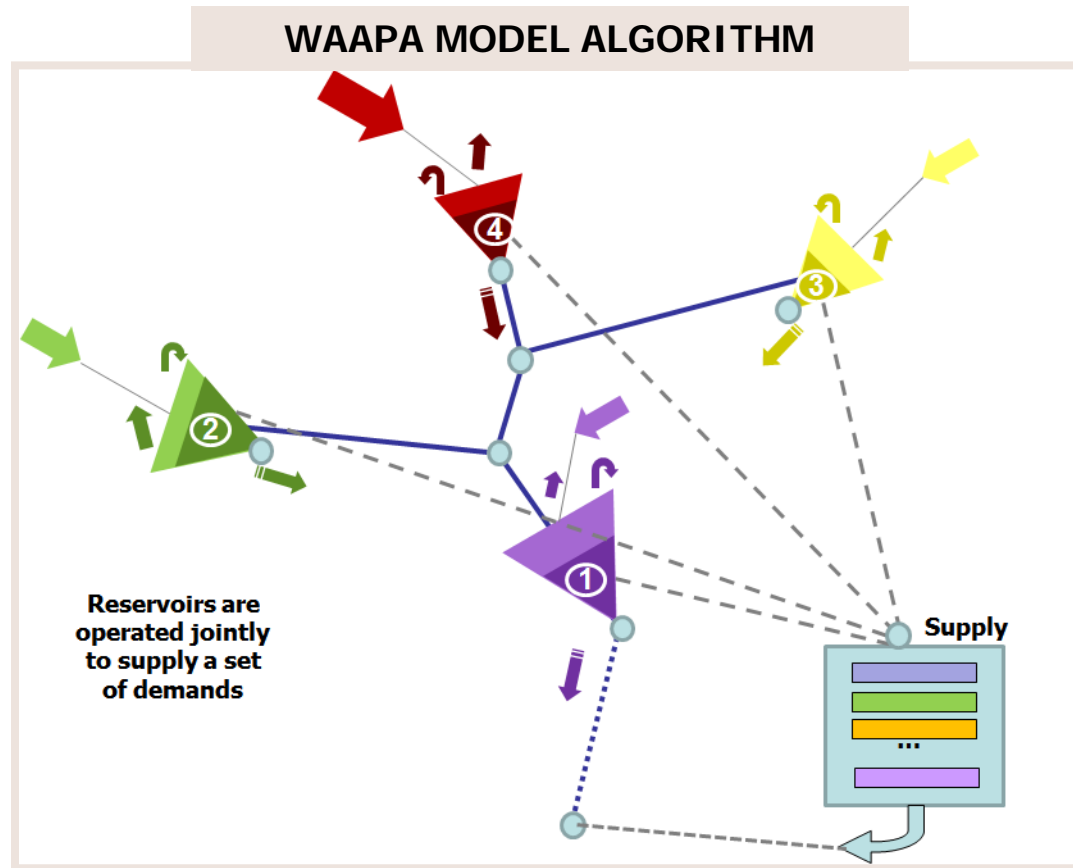 WAAPA MODEL ALGORITHM
4
3
2
1
Reservoirs are
operated jointly
to supply a set
of demands
Supply
...